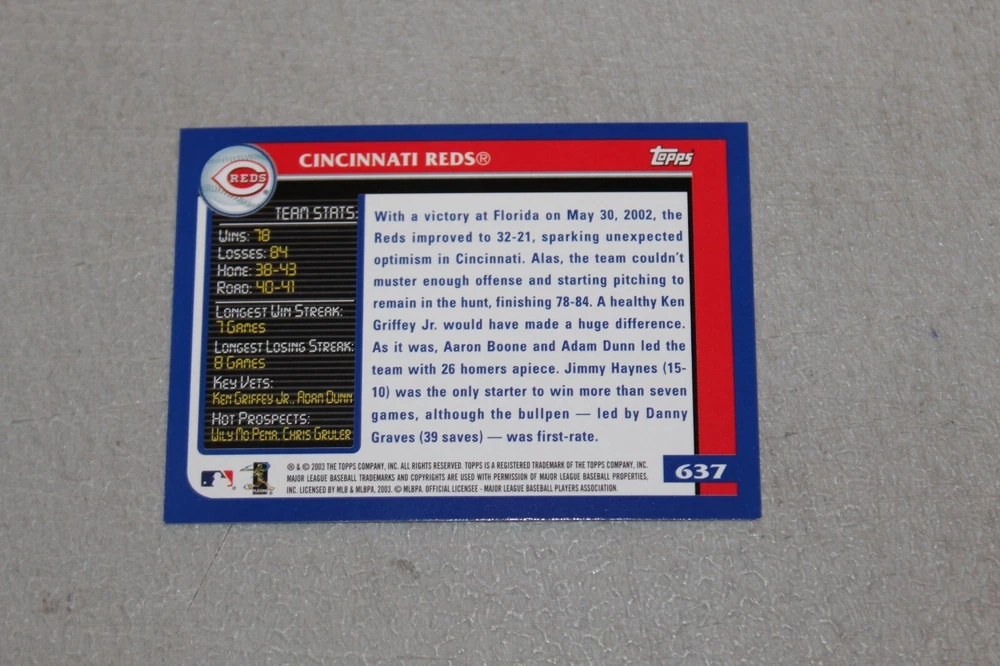 CINCINNATI REDS®
topps
REDS
TEAM STATS:
WINS: 78
LOSSES: 84
HOME: 38-43
ROAD: 40-41
LONGEST WIN STREAK:
7 GAMES
LONGEST LOSING STREAK:
8 GAMES
KEY VETS:
KEN GRIFFEY JR., ADAM DUNN
HOT PROSPECTS:
WILY MO PENA, CHRIS GRULER
With a victory at Florida on May 30, 2002, the
Reds improved to 32-21, sparking unexpected
optimism in Cincinnati. Alas, the team couldn't
muster enough offense and starting pitching to
remain in the hunt, finishing 78-84. A healthy Ken
Griffey Jr. would have made a huge difference.
As it was, Aaron Boone and Adam Dunn led the
team with 26 homers apiece. Jimmy Haynes (15-
10) was the only starter to win more than seven
games, although the bullpen — led by Danny
Graves (39 saves) — was first-rate.
® & © 2003 THE TOPPS COMPANY, INC. ALL RIGHTS RESERVED. TOPPS IS A REGISTERED TRADEMARK OF THE TOPPS COMPANY, INC.
MAJOR LEAGUE BASEBALL TRADEMARKS AND COPYRIGHTS ARE USED WITH PERMISSION OF MAJOR LEAGUE BASEBALL PROPERTIES,
INC. LICENSED BY MLB & MLBPA, 2003. © MLBPA. OFFICIAL LICENSEE - MAJOR LEAGUE BASEBALL PLAYERS ASSOCIATION.
637